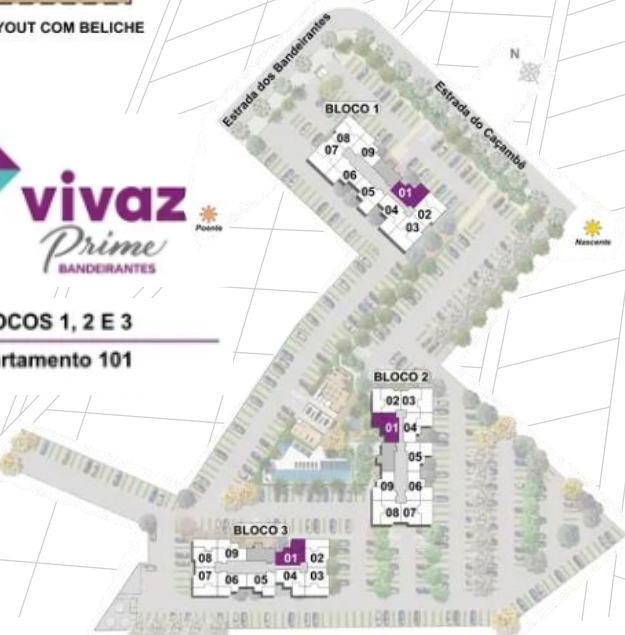 YOUT COM BELICHE
vivaz
Prime
BANDEIRANTES
OCOS 1, 2 E 3
artamento 101
Poente
Estrada dos Bandeirantes
Estrada do Caçambê
N
Nascente
BLOCO 1
08
07
09
06
05
01
04
02
03
BLOCO 2
02 03
01 04
05
09 06
08 07
BLOCO 3
08 09 01 02
07 06 05 04 03